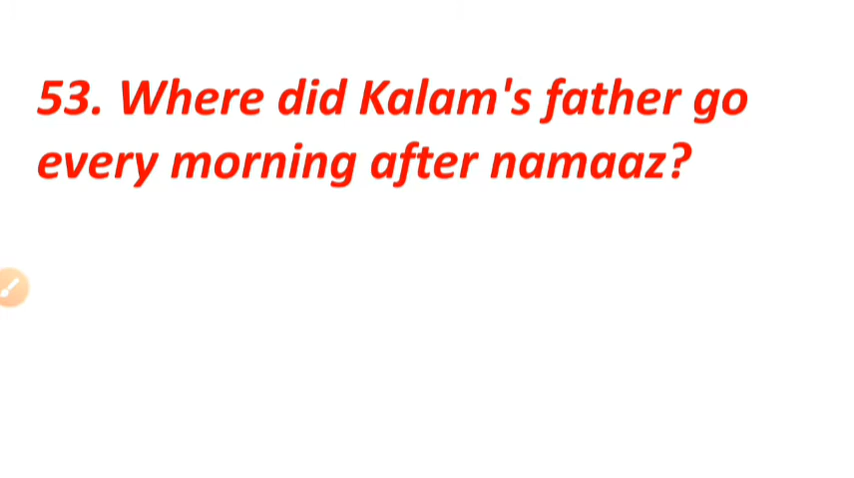 53. Where did Kalam's father go
every morning after namaaz?